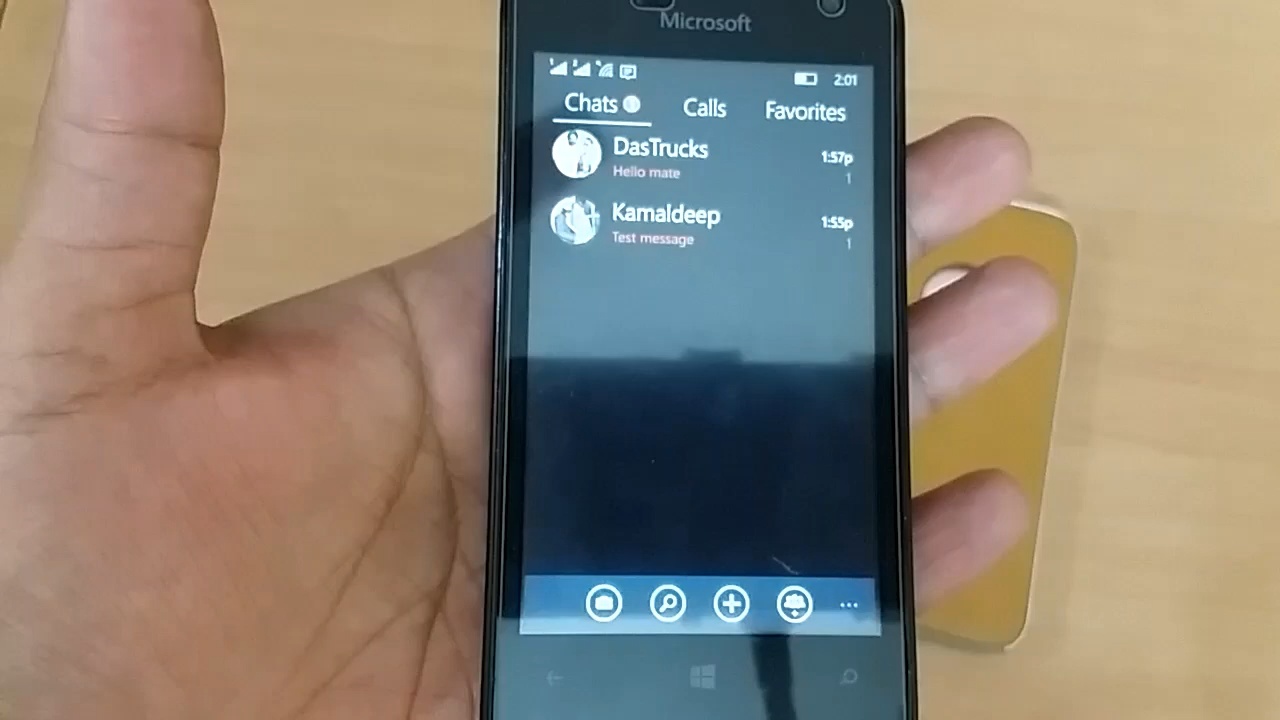 Microsoft
2:01
Chats Calls Favorites
DasTrucks 1:57p
Hello mate 1
Kamaldeep 1:55p
Test message 1